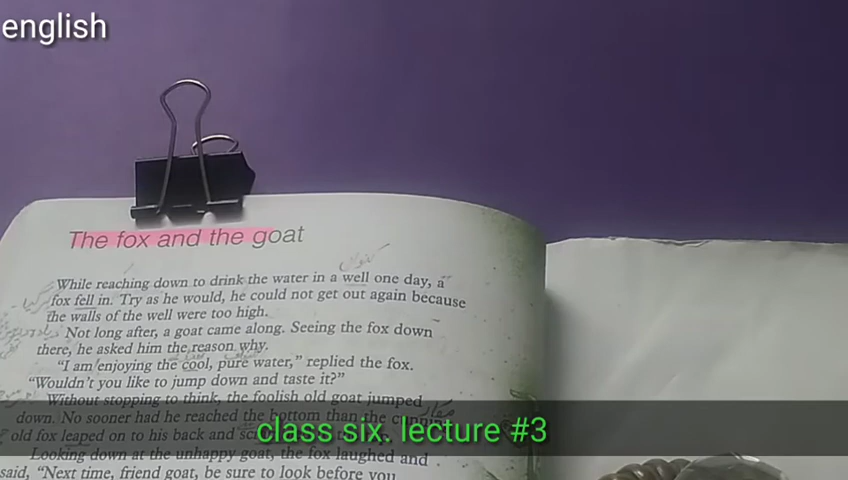 english
The fox and the goat
While reaching down to drink the water in a well one day, a
fox fell in. Try as he would, he could not get out again because
the walls of the well were too high.
Not long after, a goat came along. Seeing the fox down
there, he asked him the reason why.
"I am enjoying the cool, pure water," replied the fox.
"Wouldn't you like to jump down and taste it?"
Without stopping to think, the foolish old goat jumped
down. No sooner had he reached the bottom than the
old fox leaped on to his back and
class six. lecture #3
Looking down at the unhappy goat, the fox laughed and
said, "Next time, friend goat, be sure to look before you